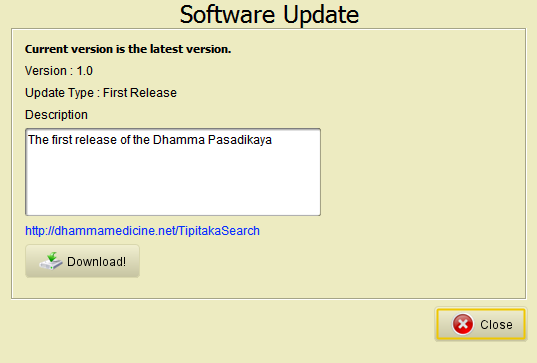 Software Update
Current version is the latest version.
Version : 1.0
Update Type : First Release
Description
The first release of the Dhamma Pasadikaya
http://dhammamedicine.net/TipitakaSearch
Download!
Close